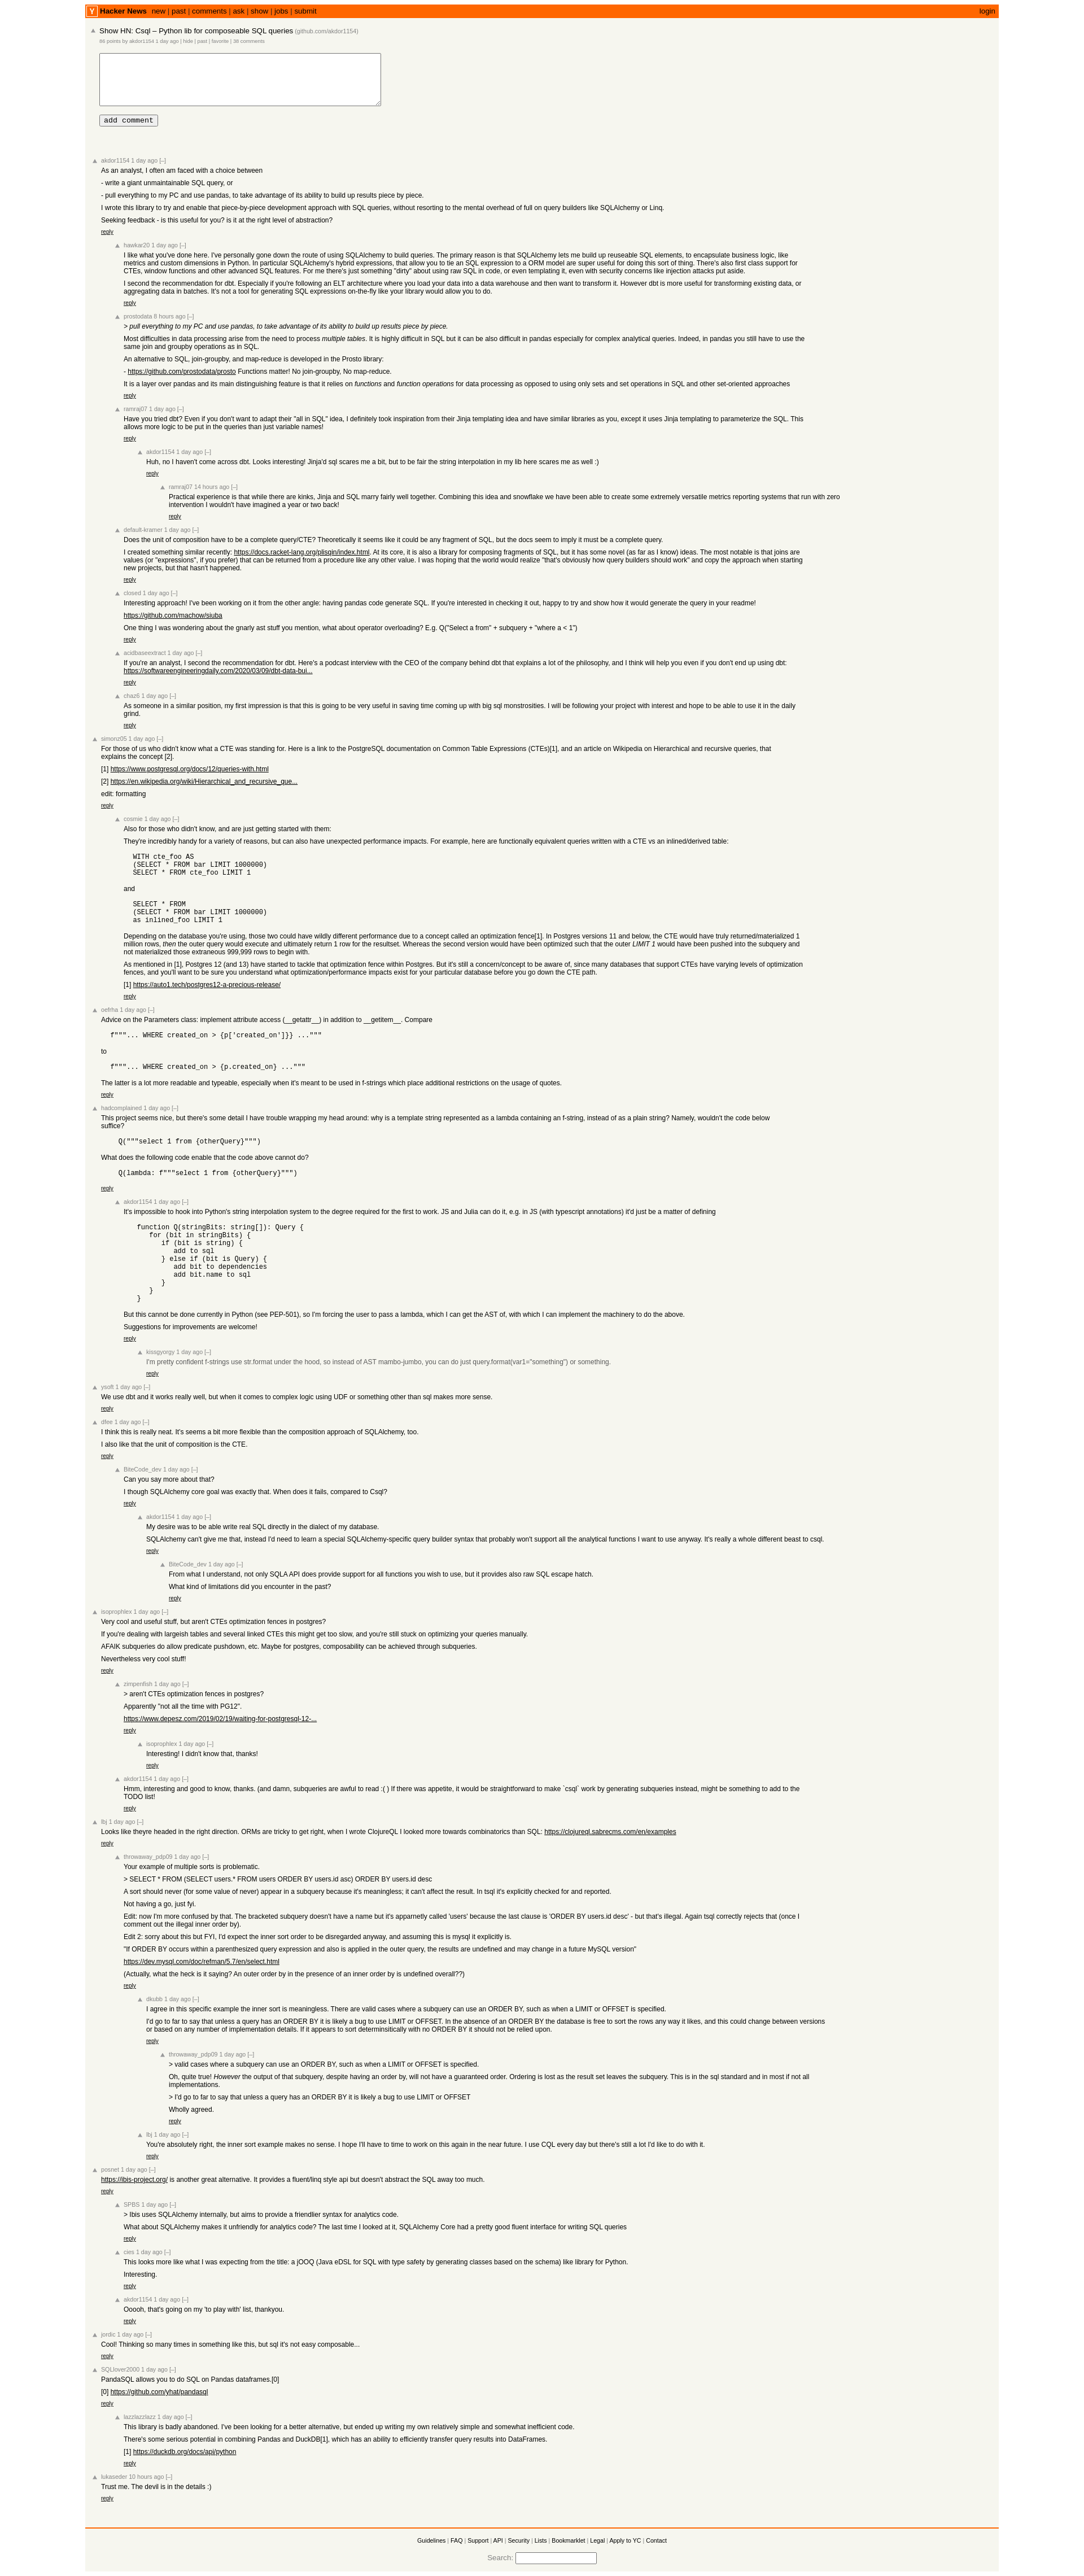 Y Hacker News new | past | comments | ask | show | jobs | submit login
Show HN: Csql – Python lib for composeable SQL queries (github.com/akdor1154)
86 points by akdor1154 1 day ago | hide | past | favorite | 38 comments
add comment
akdor1154 1 day ago [–]
As an analyst, I often am faced with a choice between
- write a giant unmaintainable SQL query, or
- pull everything to my PC and use pandas, to take advantage of its ability to build up results piece by piece.
I wrote this library to try and enable that piece-by-piece development approach with SQL queries, without resorting to the mental overhead of full on query builders like SQLAlchemy or Linq.
Seeking feedback - is this useful for you? is it at the right level of abstraction?
reply
hawkar20 1 day ago [–]
I like what you've done here. I've personally gone down the route of using SQLAlchemy to build queries. The primary reason is that SQLAlchemy lets me build up reuseable SQL elements, to encapsulate business logic, like
metrics and custom dimensions in Python. In particular SQLAlchemy's hybrid expressions, that allow you to tie an SQL expression to a ORM model are super useful for doing this sort of thing. There's also first class support for
CTEs, window functions and other advanced SQL features. For me there's just something "dirty" about using raw SQL in code, or even templating it, even with security concerns like injection attacks put aside.
I second the recommendation for dbt. Especially if you're following an ELT architecture where you load your data into a data warehouse and then want to transform it. However dbt is more useful for transforming existing data, or
aggregating data in batches. It's not a tool for generating SQL expressions on-the-fly like your library would allow you to do.
reply
prostodata 8 hours ago [–]
> pull everything to my PC and use pandas, to take advantage of its ability to build up results piece by piece.
Most difficulties in data processing arise from the need to process multiple tables. It is highly difficult in SQL but it can be also difficult in pandas especially for complex analytical queries. Indeed, in pandas you still have to use the
same join and groupby operations as in SQL.
An alternative to SQL, join-groupby, and map-reduce is developed in the Prosto library:
- https://github.com/prostodata/prosto Functions matter! No join-groupby, No map-reduce.
It is a layer over pandas and its main distinguishing feature is that it relies on functions and function operations for data processing as opposed to using only sets and set operations in SQL and other set-oriented approaches
reply
ramraj07 1 day ago [–]
Have you tried dbt? Even if you don't want to adapt their "all in SQL" idea, I definitely took inspiration from their Jinja templating idea and have similar libraries as you, except it uses Jinja templating to parameterize the SQL. This
allows more logic to be put in the queries than just variable names!
reply
akdor1154 1 day ago [–]
Huh, no I haven't come across dbt. Looks interesting! Jinja'd sql scares me a bit, but to be fair the string interpolation in my lib here scares me as well :)
reply
ramraj07 14 hours ago [–]
Practical experience is that while there are kinks, Jinja and SQL marry fairly well together. Combining this idea and snowflake we have been able to create some extremely versatile metrics reporting systems that run with zero
intervention I wouldn't have imagined a year or two back!
reply
default-kramer 1 day ago [–]
Does the unit of composition have to be a complete query/CTE? Theoretically it seems like it could be any fragment of SQL, but the docs seem to imply it must be a complete query.
I created something similar recently: https://docs.racket-lang.org/plisqin/index.html. At its core, it is also a library for composing fragments of SQL, but it has some novel (as far as I know) ideas. The most notable is that joins are
values (or "expressions", if you prefer) that can be returned from a procedure like any other value. I was hoping that the world would realize "that's obviously how query builders should work" and copy the approach when starting
new projects, but that hasn't happened.
reply
closed 1 day ago [–]
Interesting approach! I've been working on it from the other angle: having pandas code generate SQL. If you're interested in checking it out, happy to try and show how it would generate the query in your readme!
https://github.com/machow/siuba
One thing I was wondering about the gnarly ast stuff you mention, what about operator overloading? E.g. Q("Select a from" + subquery + "where a < 1")
reply
acidbaseextract 1 day ago [–]
If you're an analyst, I second the recommendation for dbt. Here's a podcast interview with the CEO of the company behind dbt that explains a lot of the philosophy, and I think will help you even if you don't end up using dbt:
https://softwareengineeringdaily.com/2020/03/09/dbt-data-bui...
reply
chaz6 1 day ago [–]
As someone in a similar position, my first impression is that this is going to be very useful in saving time coming up with big sql monstrosities. I will be following your project with interest and hope to be able to use it in the daily
grind.
reply
simonz05 1 day ago [–]
For those of us who didn't know what a CTE was standing for. Here is a link to the PostgreSQL documentation on Common Table Expressions (CTEs)[1], and an article on Wikipedia on Hierarchical and recursive queries, that
explains the concept [2].
[1] https://www.postgresql.org/docs/12/queries-with.html
[2] https://en.wikipedia.org/wiki/Hierarchical_and_recursive_que...
edit: formatting
reply
cosmie 1 day ago [–]
Also for those who didn't know, and are just getting started with them:
They're incredibly handy for a variety of reasons, but can also have unexpected performance impacts. For example, here are functionally equivalent queries written with a CTE vs an inlined/derived table:
WITH cte_foo AS
(SELECT * FROM bar LIMIT 1000000)
SELECT * FROM cte_foo LIMIT 1
and
SELECT * FROM
(SELECT * FROM bar LIMIT 1000000)
as inlined_foo LIMIT 1
Depending on the database you're using, those two could have wildly different performance due to a concept called an optimization fence[1]. In Postgres versions 11 and below, the CTE would have truly returned/materialized 1
million rows, then the outer query would execute and ultimately return 1 row for the resultset. Whereas the second version would have been optimized such that the outer LIMIT 1 would have been pushed into the subquery and
not materialized those extraneous 999,999 rows to begin with.
As mentioned in [1], Postgres 12 (and 13) have started to tackle that optimization fence within Postgres. But it's still a concern/concept to be aware of, since many databases that support CTEs have varying levels of optimization
fences, and you'll want to be sure you understand what optimization/performance impacts exist for your particular database before you go down the CTE path.
[1] https://auto1.tech/postgres12-a-precious-release/
reply
oefrha 1 day ago [–]
Advice on the Parameters class: implement attribute access (__getattr__) in addition to __getitem__. Compare
f"""... WHERE created_on > {p['created_on']}} ..."""
to
f"""... WHERE created_on > {p.created_on} ..."""
The latter is a lot more readable and typeable, especially when it's meant to be used in f-strings which place additional restrictions on the usage of quotes.
reply
hadcomplained 1 day ago [–]
This project seems nice, but there's some detail I have trouble wrapping my head around: why is a template string represented as a lambda containing an f-string, instead of as a plain string? Namely, wouldn't the code below
suffice?
Q("""select 1 from {otherQuery}""")
What does the following code enable that the code above cannot do?
Q(lambda: f"""select 1 from {otherQuery}""")
reply
akdor1154 1 day ago [–]
It's impossible to hook into Python's string interpolation system to the degree required for the first to work. JS and Julia can do it, e.g. in JS (with typescript annotations) it'd just be a matter of defining
function Q(stringBits: string[]): Query {
for (bit in stringBits) {
if (bit is string) {
add to sql
} else if (bit is Query) {
add bit to dependencies
add bit.name to sql
}
}
}
But this cannot be done currently in Python (see PEP-501), so I'm forcing the user to pass a lambda, which I can get the AST of, with which I can implement the machinery to do the above.
Suggestions for improvements are welcome!
reply
kissgyorgy 1 day ago [–]
I'm pretty confident f-strings use str.format under the hood, so instead of AST mambo-jumbo, you can do just query.format(var1="something") or something.
reply
ysoft 1 day ago [–]
We use dbt and it works really well, but when it comes to complex logic using UDF or something other than sql makes more sense.
reply
dfee 1 day ago [–]
I think this is really neat. It's seems a bit more flexible than the composition approach of SQLAlchemy, too.
I also like that the unit of composition is the CTE.
reply
BiteCode_dev 1 day ago [–]
Can you say more about that?
I though SQLAlchemy core goal was exactly that. When does it fails, compared to Csql?
reply
akdor1154 1 day ago [–]
My desire was to be able write real SQL directly in the dialect of my database.
SQLAlchemy can't give me that, instead I'd need to learn a special SQLAlchemy-specific query builder syntax that probably won't support all the analytical functions I want to use anyway. It's really a whole different beast to csql.
reply
BiteCode_dev 1 day ago [–]
From what I understand, not only SQLA API does provide support for all functions you wish to use, but it provides also raw SQL escape hatch.
What kind of limitations did you encounter in the past?
reply
isoprophlex 1 day ago [–]
Very cool and useful stuff, but aren't CTEs optimization fences in postgres?
If you're dealing with largeish tables and several linked CTEs this might get too slow, and you're still stuck on optimizing your queries manually.
AFAIK subqueries do allow predicate pushdown, etc. Maybe for postgres, composability can be achieved through subqueries.
Nevertheless very cool stuff!
reply
zimpenfish 1 day ago [–]
> aren't CTEs optimization fences in postgres?
Apparently "not all the time with PG12".
https://www.depesz.com/2019/02/19/waiting-for-postgresql-12-...
reply
isoprophlex 1 day ago [–]
Interesting! I didn't know that, thanks!
reply
akdor1154 1 day ago [–]
Hmm, interesting and good to know, thanks. (and damn, subqueries are awful to read :( ) If there was appetite, it would be straightforward to make `csql` work by generating subqueries instead, might be something to add to the
TODO list!
reply
lbj 1 day ago [–]
Looks like theyre headed in the right direction. ORMs are tricky to get right, when I wrote ClojureQL I looked more towards combinatorics than SQL: https://clojureql.sabrecms.com/en/examples
reply
throwaway_pdp09 1 day ago [–]
Your example of multiple sorts is problematic.
> SELECT * FROM (SELECT users.* FROM users ORDER BY users.id asc) ORDER BY users.id desc
A sort should never (for some value of never) appear in a subquery because it's meaningless; it can't affect the result. In tsql it's explicitly checked for and reported.
Not having a go, just fyi.
Edit: now I'm more confused by that. The bracketed subquery doesn't have a name but it's apparnetly called 'users' because the last clause is 'ORDER BY users.id desc' - but that's illegal. Again tsql correctly rejects that (once I
comment out the illegal inner order by).
Edit 2: sorry about this but FYI, I'd expect the inner sort order to be disregarded anyway, and assuming this is mysql it explicitly is.
"If ORDER BY occurs within a parenthesized query expression and also is applied in the outer query, the results are undefined and may change in a future MySQL version"
https://dev.mysql.com/doc/refman/5.7/en/select.html
(Actually, what the heck is it saying? An outer order by in the presence of an inner order by is undefined overall??)
reply
dkubb 1 day ago [–]
I agree in this specific example the inner sort is meaningless. There are valid cases where a subquery can use an ORDER BY, such as when a LIMIT or OFFSET is specified.
I'd go to far to say that unless a query has an ORDER BY it is likely a bug to use LIMIT or OFFSET. In the absence of an ORDER BY the database is free to sort the rows any way it likes, and this could change between versions
or based on any number of implementation details. If it appears to sort determinisitically with no ORDER BY it should not be relied upon.
reply
throwaway_pdp09 1 day ago [–]
> valid cases where a subquery can use an ORDER BY, such as when a LIMIT or OFFSET is specified.
Oh, quite true! However the output of that subquery, despite having an order by, will not have a guaranteed order. Ordering is lost as the result set leaves the subquery. This is in the sql standard and in most if not all
implementations.
> I'd go to far to say that unless a query has an ORDER BY it is likely a bug to use LIMIT or OFFSET
Wholly agreed.
reply
lbj 1 day ago [–]
You're absolutely right, the inner sort example makes no sense. I hope I'll have to time to work on this again in the near future. I use CQL every day but there's still a lot I'd like to do with it.
reply
posnet 1 day ago [–]
https://ibis-project.org/ is another great alternative. It provides a fluent/linq style api but doesn't abstract the SQL away too much.
reply
SPBS 1 day ago [–]
> Ibis uses SQLAlchemy internally, but aims to provide a friendlier syntax for analytics code.
What about SQLAlchemy makes it unfriendly for analytics code? The last time I looked at it, SQLAlchemy Core had a pretty good fluent interface for writing SQL queries
reply
cies 1 day ago [–]
This looks more like what I was expecting from the title: a jOOQ (Java eDSL for SQL with type safety by generating classes based on the schema) like library for Python.
Interesting.
reply
akdor1154 1 day ago [–]
Ooooh, that's going on my 'to play with' list, thankyou.
reply
jordic 1 day ago [–]
Cool! Thinking so many times in something like this, but sql it's not easy composable...
reply
SQLlover2000 1 day ago [–]
PandaSQL allows you to do SQL on Pandas dataframes.[0]
[0] https://github.com/yhat/pandasql
reply
lazzlazzlazz 1 day ago [–]
This library is badly abandoned. I've been looking for a better alternative, but ended up writing my own relatively simple and somewhat inefficient code.
There's some serious potential in combining Pandas and DuckDB[1], which has an ability to efficiently transfer query results into DataFrames.
[1] https://duckdb.org/docs/api/python
reply
lukaseder 10 hours ago [–]
Trust me. The devil is in the details :)
reply
Guidelines | FAQ | Support | API | Security | Lists | Bookmarklet | Legal | Apply to YC | Contact
Search: